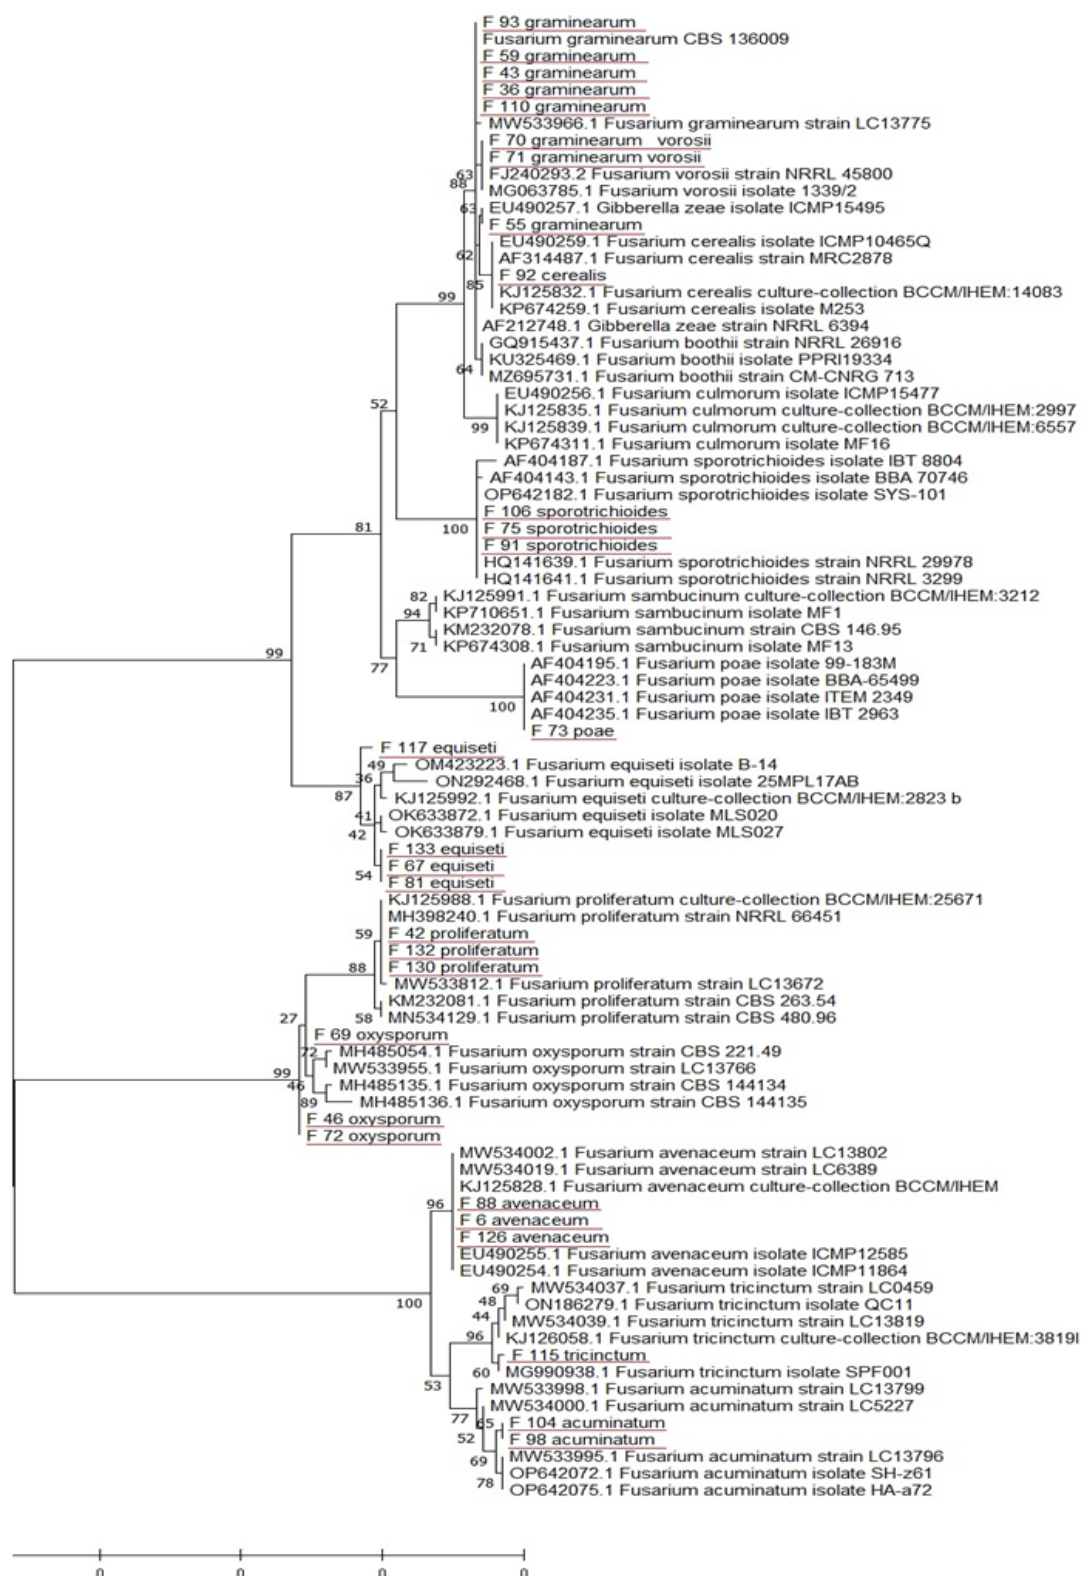 F 93 graminearum
Fusarium graminearum CBS 136009
F 59 graminearum
F 43 graminearum
F 36 graminearum
F 110 graminearum
MW533966.1 Fusarium graminearum strain LC13775
F 70 graminearum vorosii
F 71 graminearum vorosii
63
FJ240293.2 Fusarium vorosii strain NRRL 45800
88
MG063785.1 Fusarium vorosii isolate 1339/2
63
EU490257.1 Gibberella zeae isolate ICMP15495
F 55 graminearum
EU490259.1 Fusarium cerealis isolate ICMP10465Q
62
AF314487.1 Fusarium cerealis strain MRC2878
F 92 cerealis
85
KJ125832.1 Fusarium cerealis culture-collection BCCM/IHEM:14083
99
KP674259.1 Fusarium cerealis isolate M253
AF212748.1 Gibberella zeae strain NRRL 6394
GQ915437.1 Fusarium boothii strain NRRL 26916
KU325469.1 Fusarium boothii isolate PPRI19334
64
MZ695731.1 Fusarium boothii strain CM-CNRG 713
EU490256.1 Fusarium culmorum isolate ICMP15477
52
KJ125835.1 Fusarium culmorum culture-collection BCCM/IHEM:2997
99
KJ125839.1 Fusarium culmorum culture-collection BCCM/IHEM:6557
KP674311.1 Fusarium culmorum isolate MF16
AF404187.1 Fusarium sporotrichioides isolate IBT 8804
AF404143.1 Fusarium sporotrichioides isolate BBA 70746
OP642182.1 Fusarium sporotrichioides isolate SYS-101
F 106 sporotrichioides
81
100
F 75 sporotrichioides
F 91 sporotrichioides
HQ141639.1 Fusarium sporotrichioides strain NRRL 29978
HQ141641.1 Fusarium sporotrichioides strain NRRL 3299
82
KJ125991.1 Fusarium sambucinum culture-collection BCCM/IHEM:3212
94
KP710651.1 Fusarium sambucinum isolate MF1
KM232078.1 Fusarium sambucinum strain CBS 146.95
71
KP674308.1 Fusarium sambucinum isolate MF13
99
77
AF404195.1 Fusarium poae isolate 99-183M
AF404223.1 Fusarium poae isolate BBA-65499
AF404231.1 Fusarium poae isolate ITEM 2349
100
AF404235.1 Fusarium poae isolate IBT 2963
F 73 poae
F 117 equiseti
49
OM423223.1 Fusarium equiseti isolate B-14
36
ON292468.1 Fusarium equiseti isolate 25MPL17AB
87
KJ125992.1 Fusarium equiseti culture-collection BCCM/IHEM:2823 b
41
OK633872.1 Fusarium equiseti isolate MLS020
42
OK633879.1 Fusarium equiseti isolate MLS027
F 133 equiseti
F 67 equiseti
54
F 81 equiseti
KJ125988.1 Fusarium proliferatum culture-collection BCCM/IHEM:25671
MH398240.1 Fusarium proliferatum strain NRRL 66451
59
F 42 proliferatum
F 132 proliferatum
88
F 130 proliferatum
MW533812.1 Fusarium proliferatum strain LC13672
KM232081.1 Fusarium proliferatum strain CBS 263.54
27
58
MN534129.1 Fusarium proliferatum strain CBS 480.96
F 69 oxysporum
72
MH485054.1 Fusarium oxysporum strain CBS 221.49
99
MW533955.1 Fusarium oxysporum strain LC13766
46
MH485135.1 Fusarium oxysporum strain CBS 144134
89
MH485136.1 Fusarium oxysporum strain CBS 144135
F 46 oxysporum
F 72 oxysporum
MW534002.1 Fusarium avenaceum strain LC13802
MW534019.1 Fusarium avenaceum strain LC6389
KJ125828.1 Fusarium avenaceum culture-collection BCCM/IHEM
96
F 88 avenaceum
F 6 avenaceum
F 126 avenaceum
EU490255.1 Fusarium avenaceum isolate ICMP12585
EU490254.1 Fusarium avenaceum isolate ICMP11864
69
MW534037.1 Fusarium tricinctum strain LC0459
100
48
ON186279.1 Fusarium tricinctum isolate QC11
44
MW534039.1 Fusarium tricinctum strain LC13819
96
KJ126058.1 Fusarium tricinctum culture-collection BCCM/IHEM:3819I
F 115 tricinctum
60
MG990938.1 Fusarium tricinctum isolate SPF001
53
MW533998.1 Fusarium acuminatum strain LC13799
MW534000.1 Fusarium acuminatum strain LC5227
77
65
F 104 acuminatum
52
F 98 acuminatum
69
MW533995.1 Fusarium acuminatum strain LC13796
OP642072.1 Fusarium acuminatum isolate SH-z61
78
OP642075.1 Fusarium acuminatum isolate HA-a72
0 0 0 0